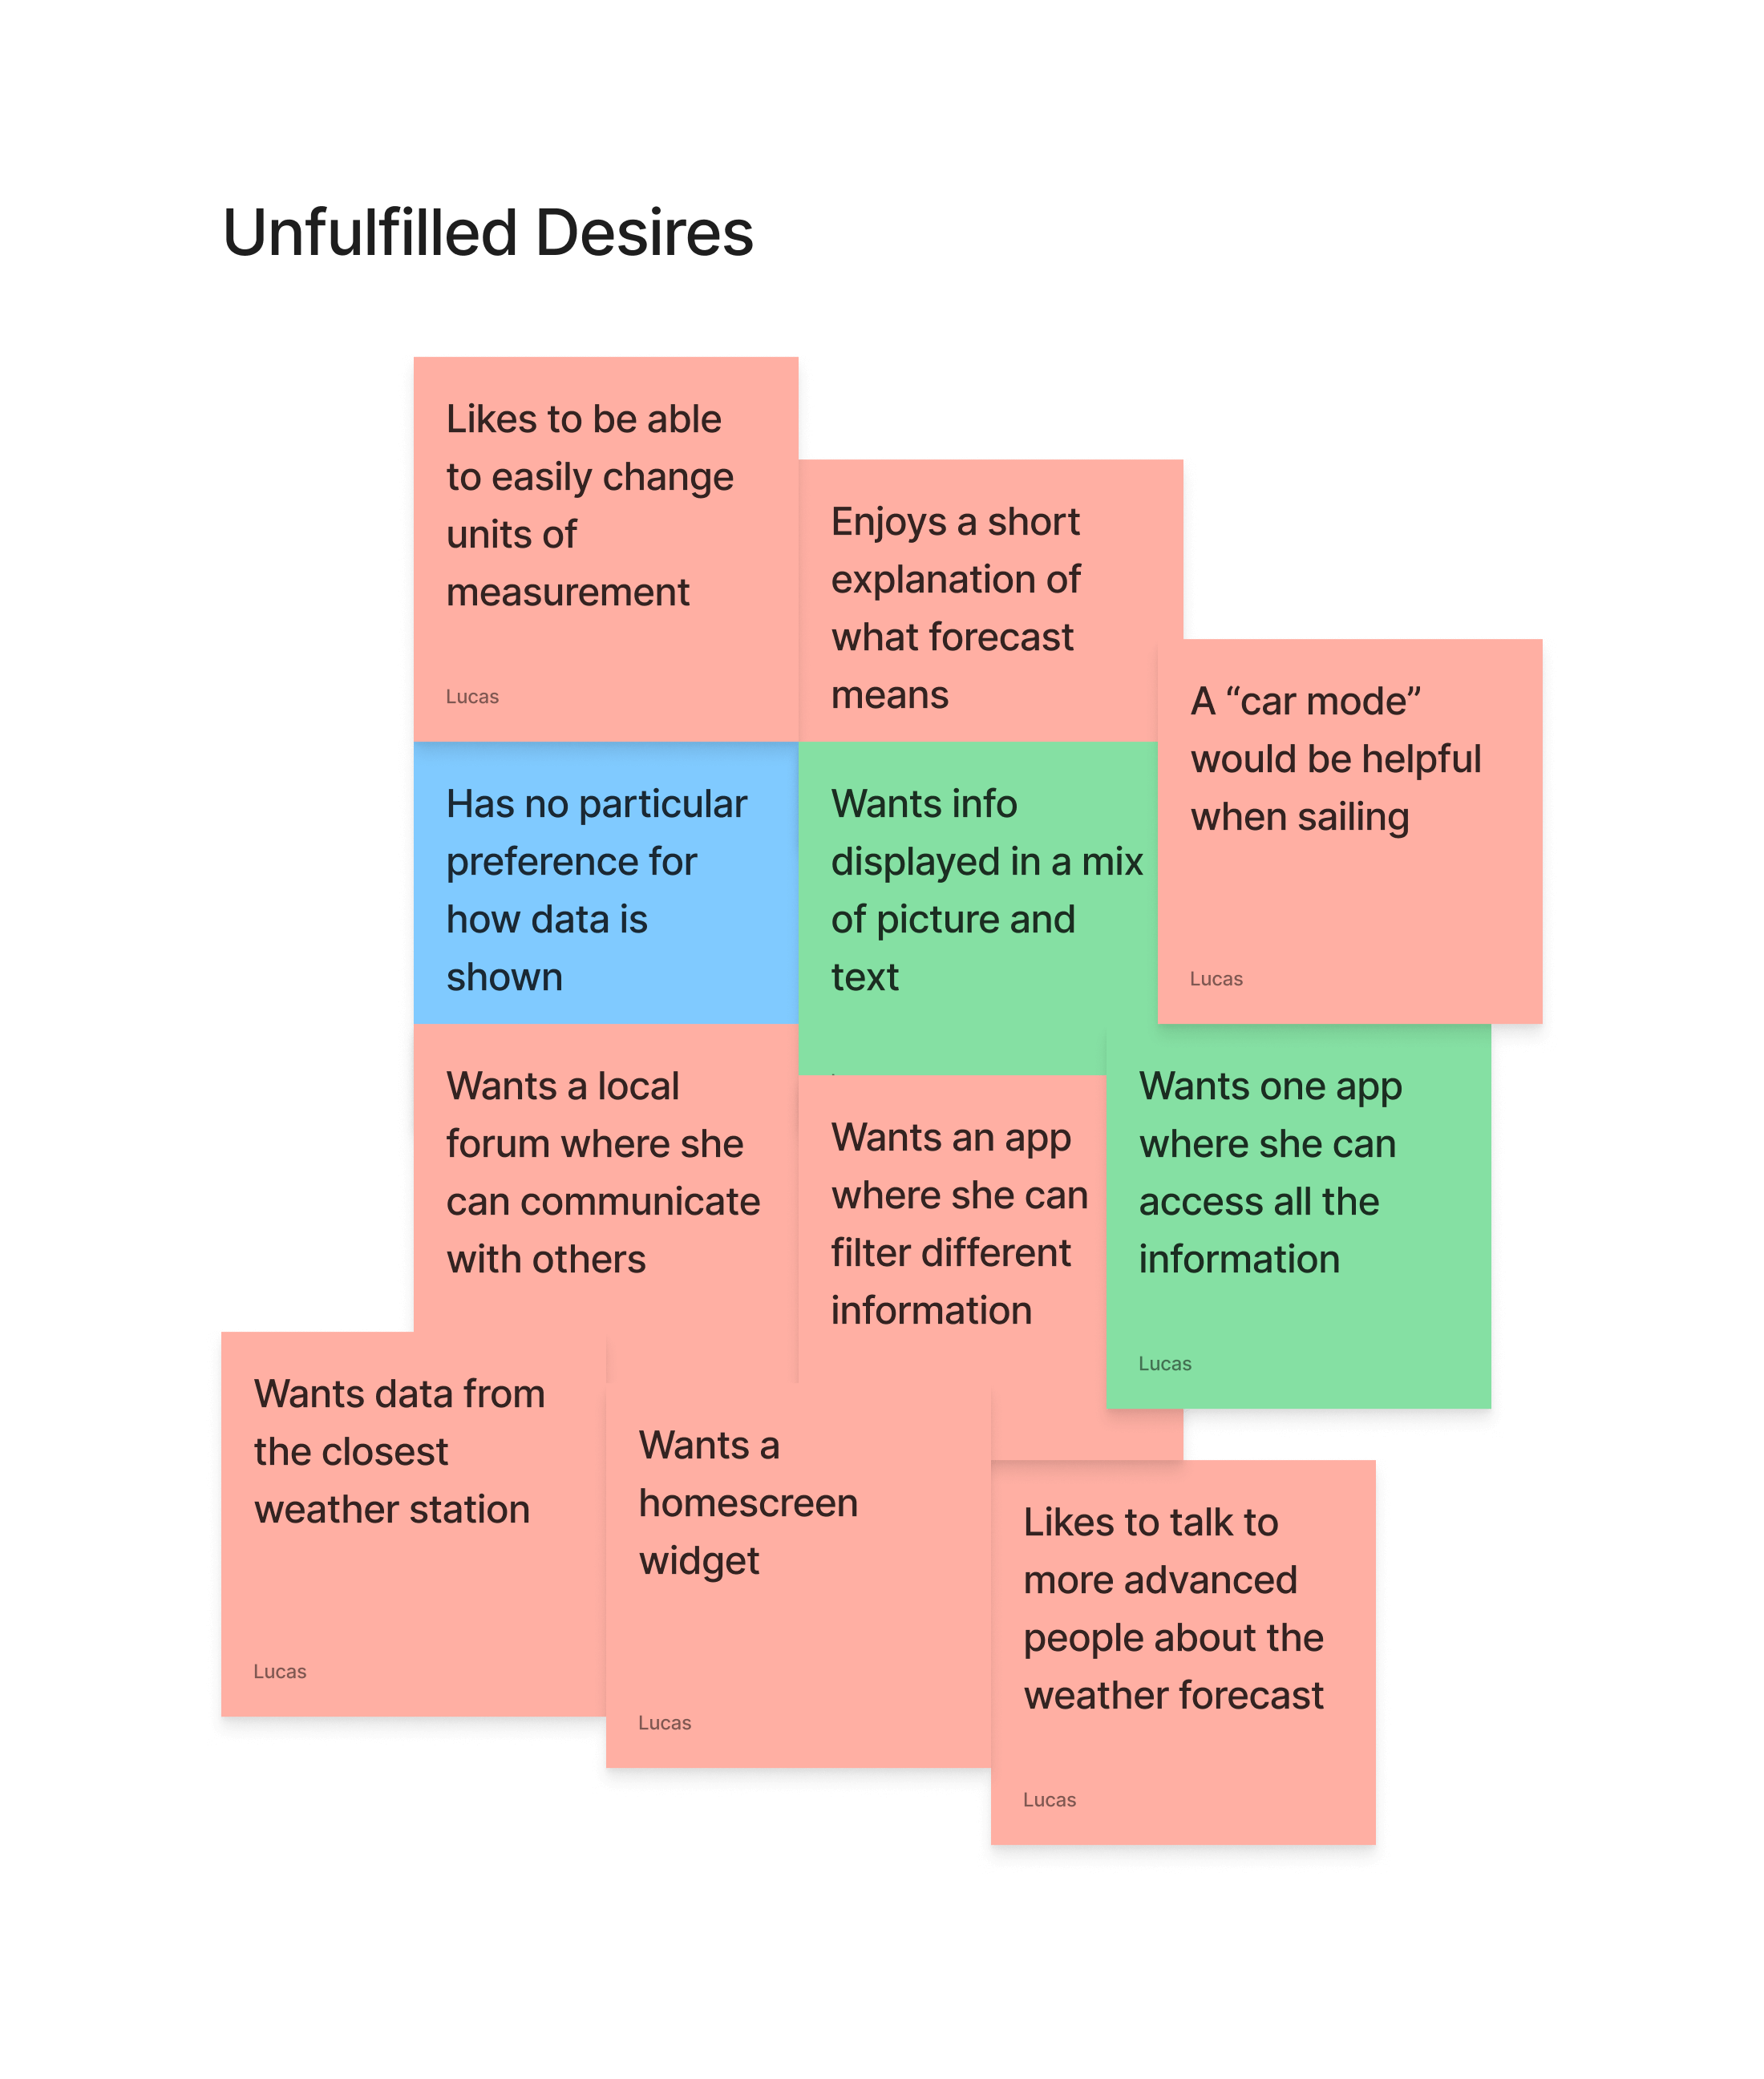 Unfulfilled Desires
Likes to be able
to easily change
units of
measurement
Lucas
Enjoys a short
explanation of
what forecast
means
A “car mode”
would be helpful
when sailing
Lucas
Has no particular
preference for
how data is
shown
Wants info
displayed in a mix
of picture and
text
Wants a local
forum where she
can communicate
with others
Wants an app
where she can
filter different
information
Wants one app
where she can
access all the
information
Lucas
Wants data from
the closest
weather station
Lucas
Wants a
homescreen
widget
Lucas
Likes to talk to
more advanced
people about the
weather forecast
Lucas